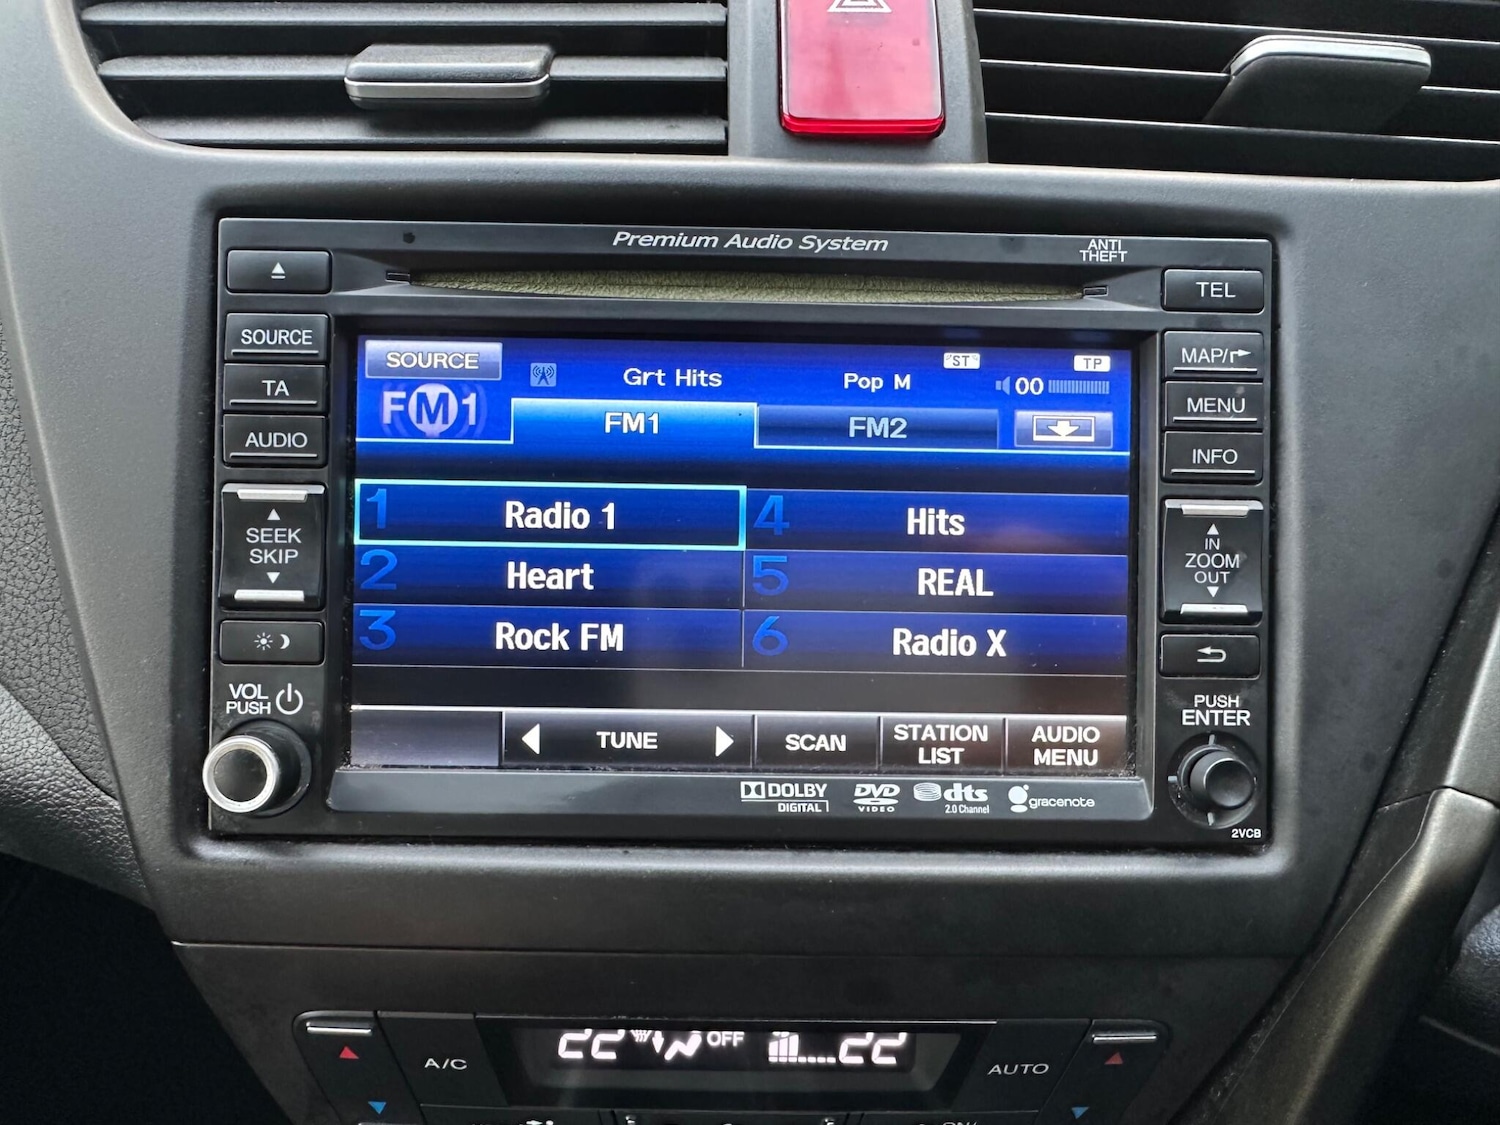 Premium Audio System
ANTI
THEFT
TEL
SOURCE
TA
AUDIO
SEEK
SKIP
VOL
PUSH
MAP/
MENU
INFO
IN
ZOOM
OUT
PUSH
ENTER
2VCB
SOURCE
Grt Hits
Pop M
ST
TP
00
FM1
FM1
FM2
1 Radio 1
4 Hits
2 Heart
5 REAL
3 Rock FM
6 Radio X
TUNE
SCAN
STATION
LIST
AUDIO
MENU
DOLBY
DIGITAL
DVD
VIDEO
dts
2.0 Channel
gracenote
A/C
22
OFF
22
AUTO